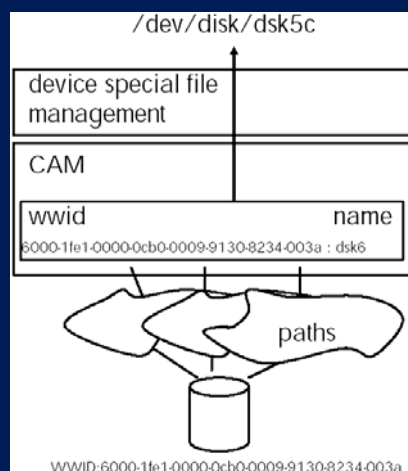 /dev/disk/dsk5c
device special file
management
CAM
wwid name
6000-1fe1-0000-0cb0-0009-9130-8234-003a : dsk6
paths
WWID:6000-1fe1-0000-0cb0-0009-9130-8234-003a